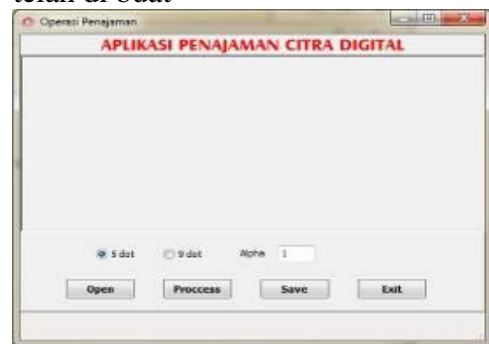 telah di buat
Operasi Penajaman
APLIKASI PENAJAMAN CITRA DIGITAL
5 dot 9 dot Alpha 1
Open Proccess Save Exit